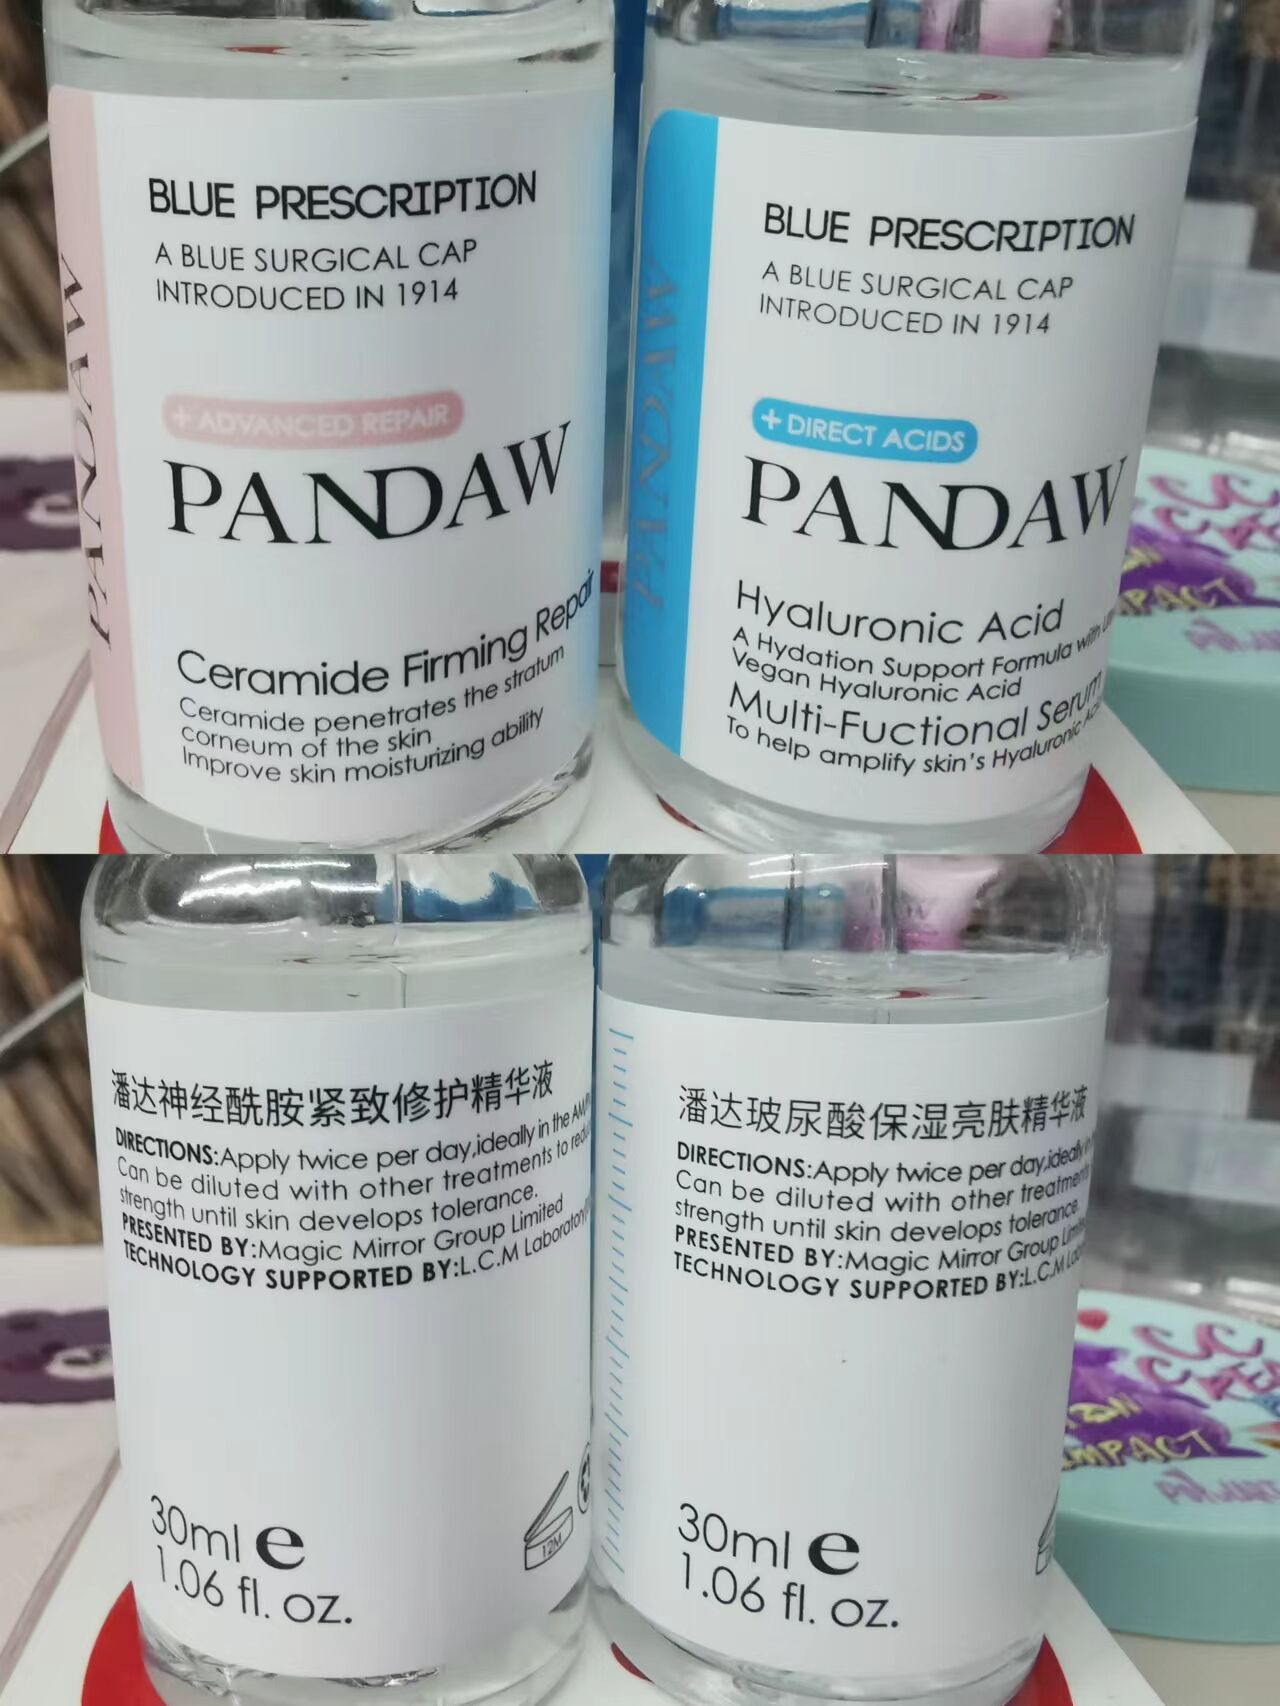 BLUE PRESCRIPTION
A BLUE SURGICAL CAP
INTRODUCED IN 1914
+ ADVANCED REPAIR
PANDAW
PANDAW
Ceramide Firming Repair
Ceramide penetrates the stratum
corneum of the skin
Improve skin moisturizing ability
BLUE PRESCRIPTION
A BLUE SURGICAL CAP
INTRODUCED IN 1914
+ DIRECT ACIDS
PANDAW
PANDAW
Hyaluronic Acid
A Hydation Support Formula with
Vegan Hyaluronic Acid
Multi-Fuctional Serum
To help amplify skin's Hyaluronic
潘达神经酰胺紧致修护精华液
DIRECTIONS:Apply twice per day,ideally in the AM
Can be diluted with other treatments to
strength until skin develops tolerance.
PRESENTED BY:Magic Mirror Group Limited
TECHNOLOGY SUPPORTED BY:L.C.M
30ml e
1.06 fl. oz.
12M
潘达玻尿酸保湿亮肤精华液
DIRECTIONS:Apply twice per day,ideally
Can be diluted with other
strength until skin develops tolerance.
PRESENTED BY:Magic Mirror Group
TECHNOLOGY SUPPORTED BY:L.C.M
30ml e
1.06 fl. oz.
CC
IMPACT